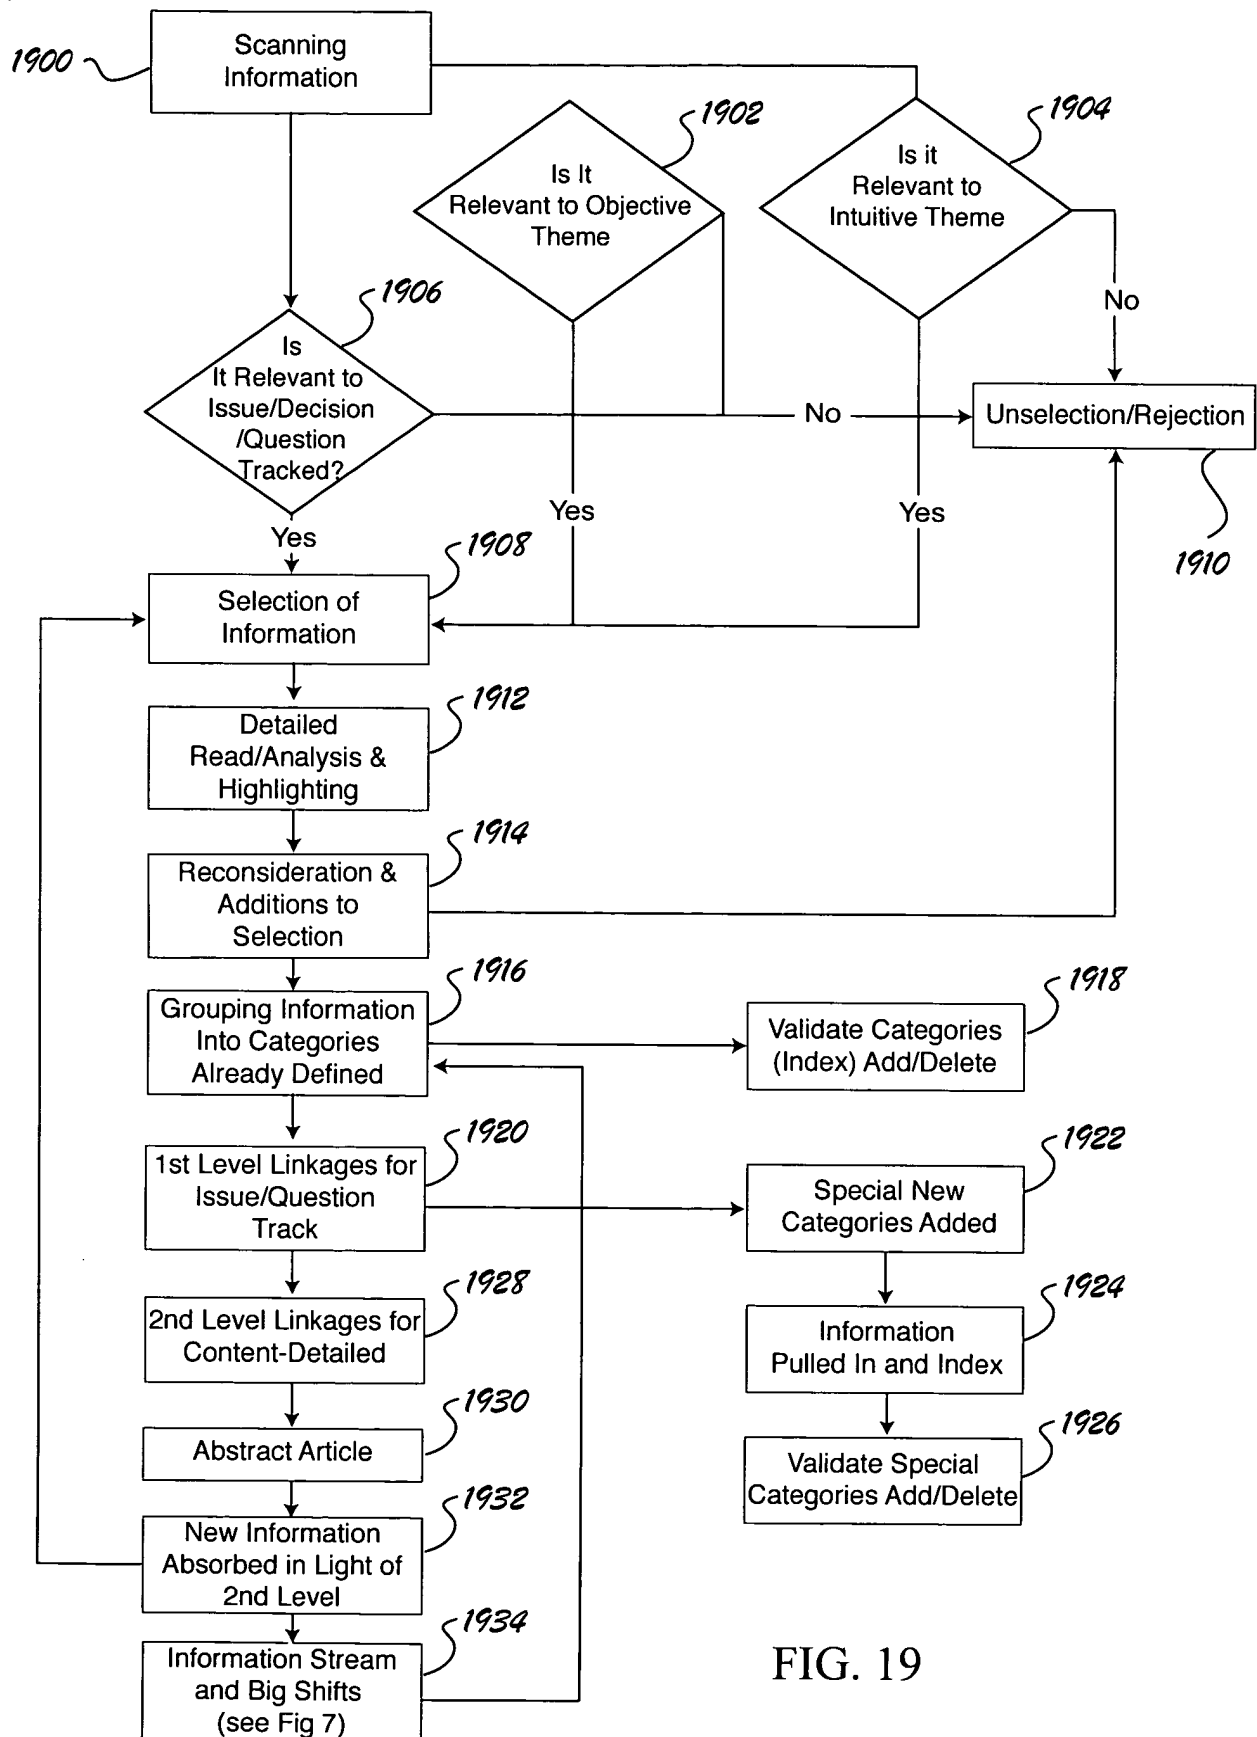 1900
Scanning
Information
1902
Is It
Relevant to Objective
Theme
1904
Is it
Relevant to
Intuitive Theme
No
1906
Is
It Relevant to
Issue/Decision
/Question
Tracked?
No
Unselection/Rejection
1910
Yes
Yes
Yes
1908
Selection of
Information
1912
Detailed
Read/Analysis &
Highlighting
1914
Reconsideration &
Additions to
Selection
1916
Grouping Information
Into Categories
Already Defined
1918
Validate Categories
(Index) Add/Delete
1920
1st Level Linkages for
Issue/Question
Track
1922
Special New
Categories Added
1928
2nd Level Linkages for
Content-Detailed
1924
Information
Pulled In and Index
1930
Abstract Article
1926
Validate Special
Categories Add/Delete
1932
New Information
Absorbed in Light of
2nd Level
1934
Information Stream
and Big Shifts
(see Fig 7)
FIG. 19